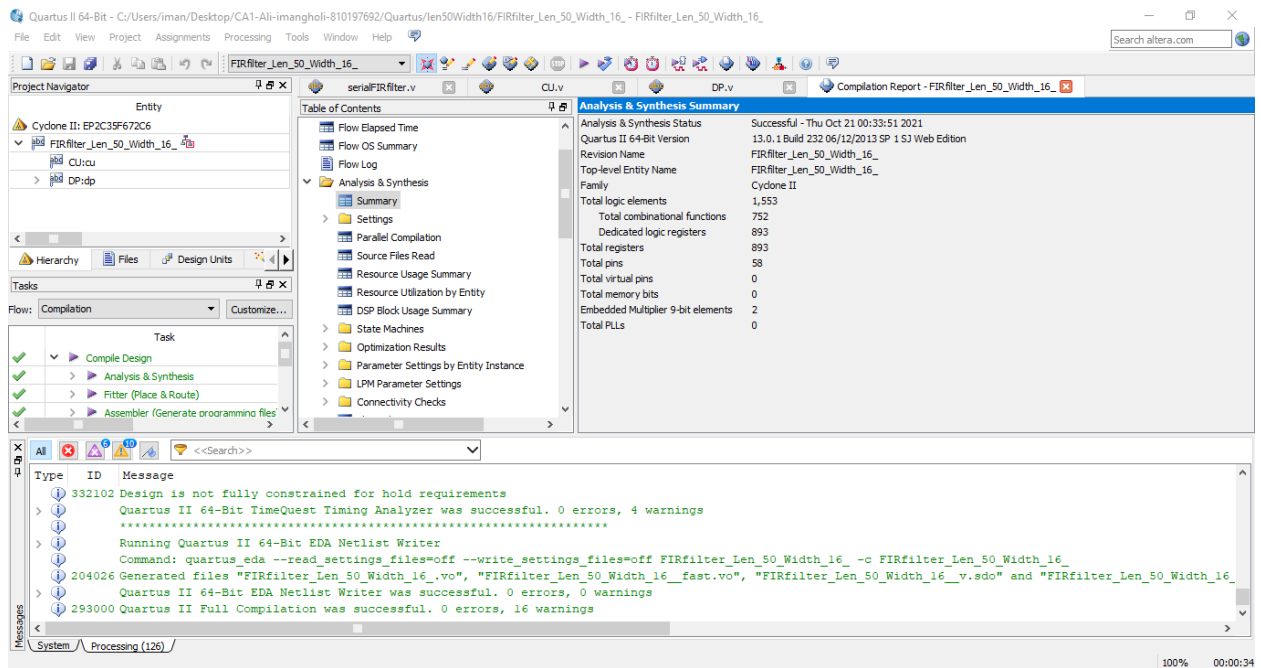 Quartus II 64-Bit - C:/Users/iman/Desktop/CA1-Ali-imangholi-810197692/Quartus/len50Width16/FIRfilter_Len_50_Width_16_ - FIRfilter_Len_50_Width_16_
File Edit View Project Assignments Processing Tools Window Help
Search altera.com
FIRfilter_Len_50_Width_16_
STOP
Project Navigator
Entity
Cyclone II: EP2C35F672C6
FIRfilter_Len_50_Width_16_
CU:cu
DP:dp
Hierarchy Files Design Units
Tasks
Flow: Compilation Customize...
Task
Compile Design
Analysis & Synthesis
Fitter (Place & Route)
Assembler (Generate programming files)
serialFIRfilter.v CU.v DP.v Compilation Report - FIRfilter_Len_50_Width_16_
Table of Contents
Flow Elapsed Time
Flow OS Summary
Flow Log
Analysis & Synthesis
Summary
Settings
Parallel Compilation
Source Files Read
Resource Usage Summary
Resource Utilization by Entity
DSP Block Usage Summary
State Machines
Optimization Results
Parameter Settings by Entity Instance
LPM Parameter Settings
Connectivity Checks
Analysis & Synthesis Summary
Analysis & Synthesis Status Successful - Thu Oct 21 00:33:51 2021
Quartus II 64-Bit Version 13.0.1 Build 232 06/12/2013 SP 1 SJ Web Edition
Revision Name FIRfilter_Len_50_Width_16_
Top-level Entity Name FIRfilter_Len_50_Width_16_
Family Cyclone II
Total logic elements 1,553
Total combinational functions 752
Dedicated logic registers 893
Total registers 893
Total pins 58
Total virtual pins 0
Total memory bits 0
Embedded Multiplier 9-bit elements 2
Total PLLs 0
All 6 10 <<Search>>
Type ID Message
332102 Design is not fully constrained for hold requirements
Quartus II 64-Bit TimeQuest Timing Analyzer was successful. 0 errors, 4 warnings
*******************************************************************
Running Quartus II 64-Bit EDA Netlist Writer
Command: quartus_eda --read_settings_files=off --write_settings_files=off FIRfilter_Len_50_Width_16_ -c FIRfilter_Len_50_Width_16_
204026 Generated files "FIRfilter_Len_50_Width_16_.vo", "FIRfilter_Len_50_Width_16__fast.vo", "FIRfilter_Len_50_Width_16__v.sdo" and "FIRfilter_Len_50_Width_16_
Quartus II 64-Bit EDA Netlist Writer was successful. 0 errors, 0 warnings
293000 Quartus II Full Compilation was successful. 0 errors, 16 warnings
Messages
System Processing (126)
100% 00:00:34